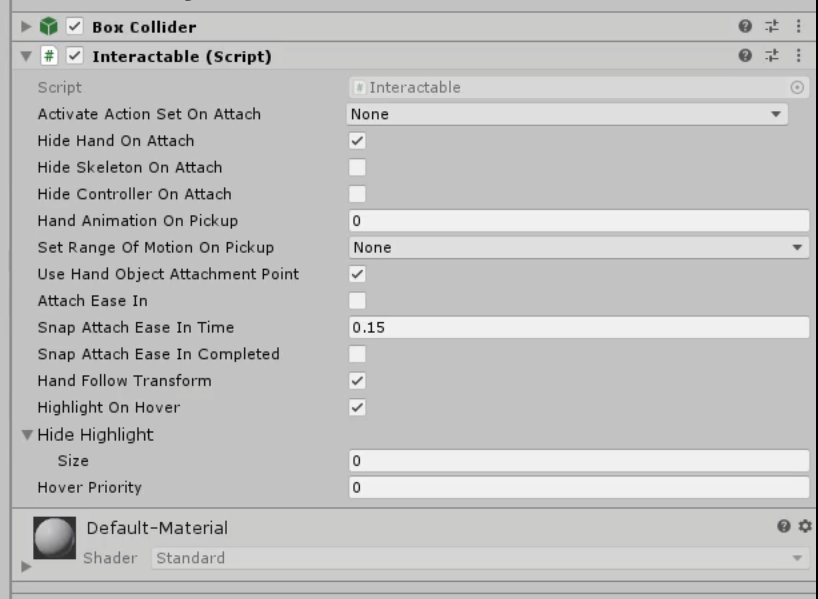 Box Collider
Interactable (Script)
Script Interactable
Activate Action Set On Attach None
Hide Hand On Attach
Hide Skeleton On Attach
Hide Controller On Attach
Hand Animation On Pickup 0
Set Range Of Motion On Pickup None
Use Hand Object Attachment Point
Attach Ease In
Snap Attach Ease In Time 0.15
Snap Attach Ease In Completed
Hand Follow Transform
Highlight On Hover
Hide Highlight
Size 0
Hover Priority 0
Default-Material
Shader Standard